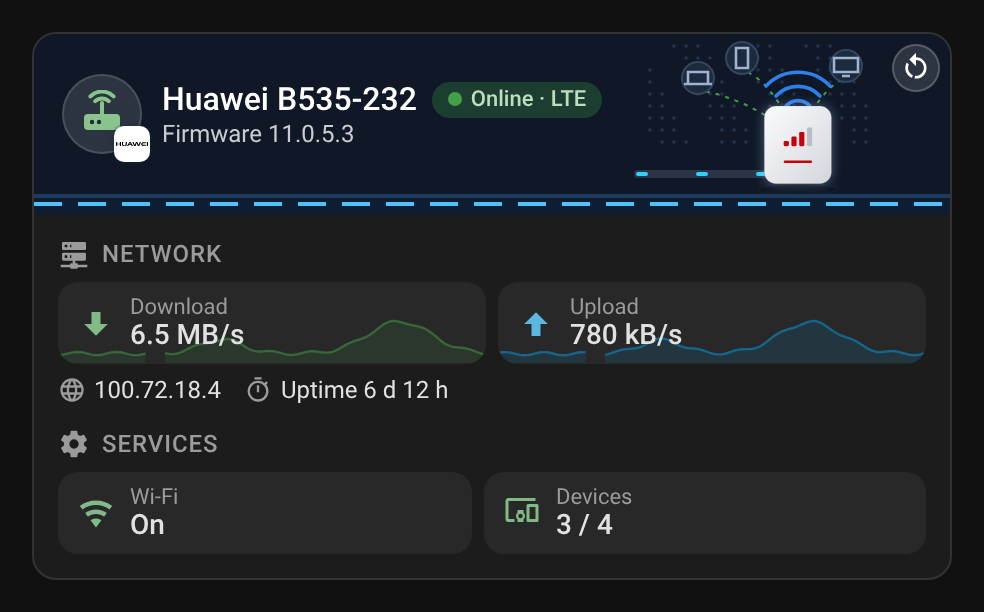 Huawei B535-232
Online · LTE
Firmware 11.0.5.3
HUAWEI
NETWORK
Download
6.5 MB/s
Upload
780 kB/s
100.72.18.4
Uptime 6 d 12 h
SERVICES
Wi-Fi
On
Devices
3 / 4